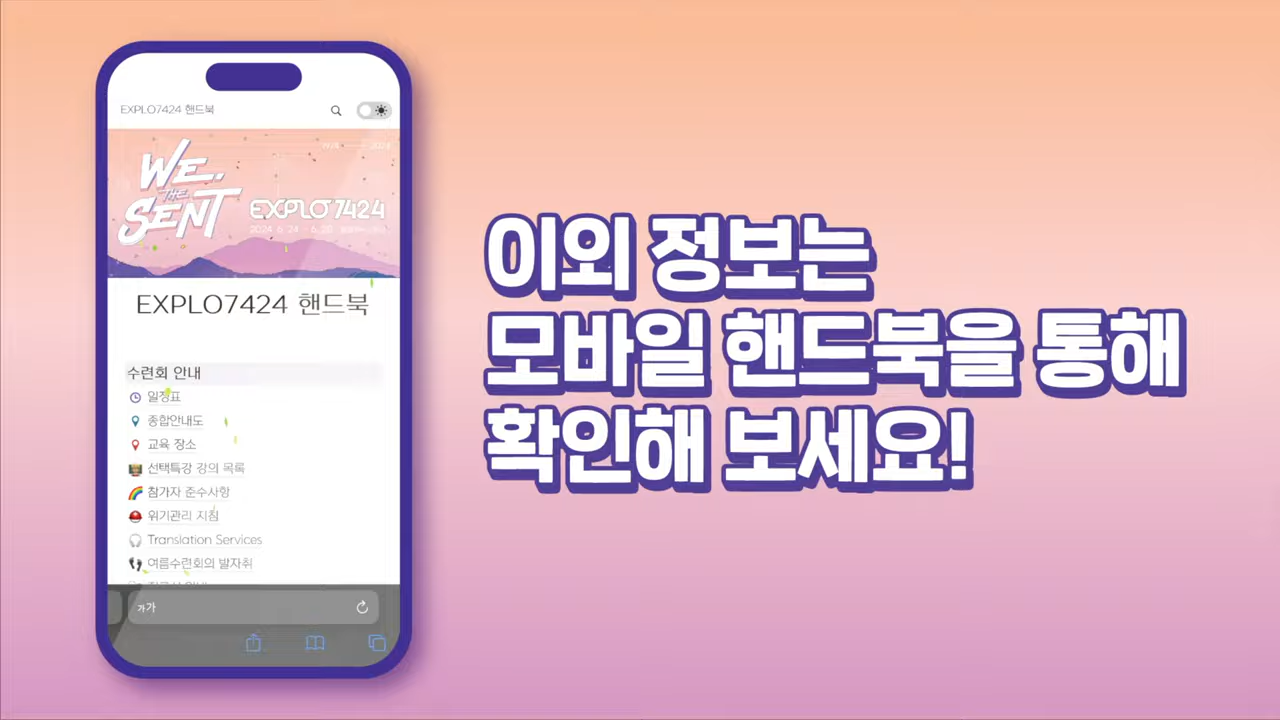 EXPLO7424 핸드북
WE.
THE
SENT
2024
EXPLO7424
2024 6. 24
EXPLO7424 핸드북
수련회 안내
일정표
종합안내도
교육 장소
선택특강 강의 목록
참가자 준수사항
위기관리 지침
Translation Services
여름수련회의 발자취
가가
이외 정보는
모바일 핸드북을 통해
확인해 보세요!